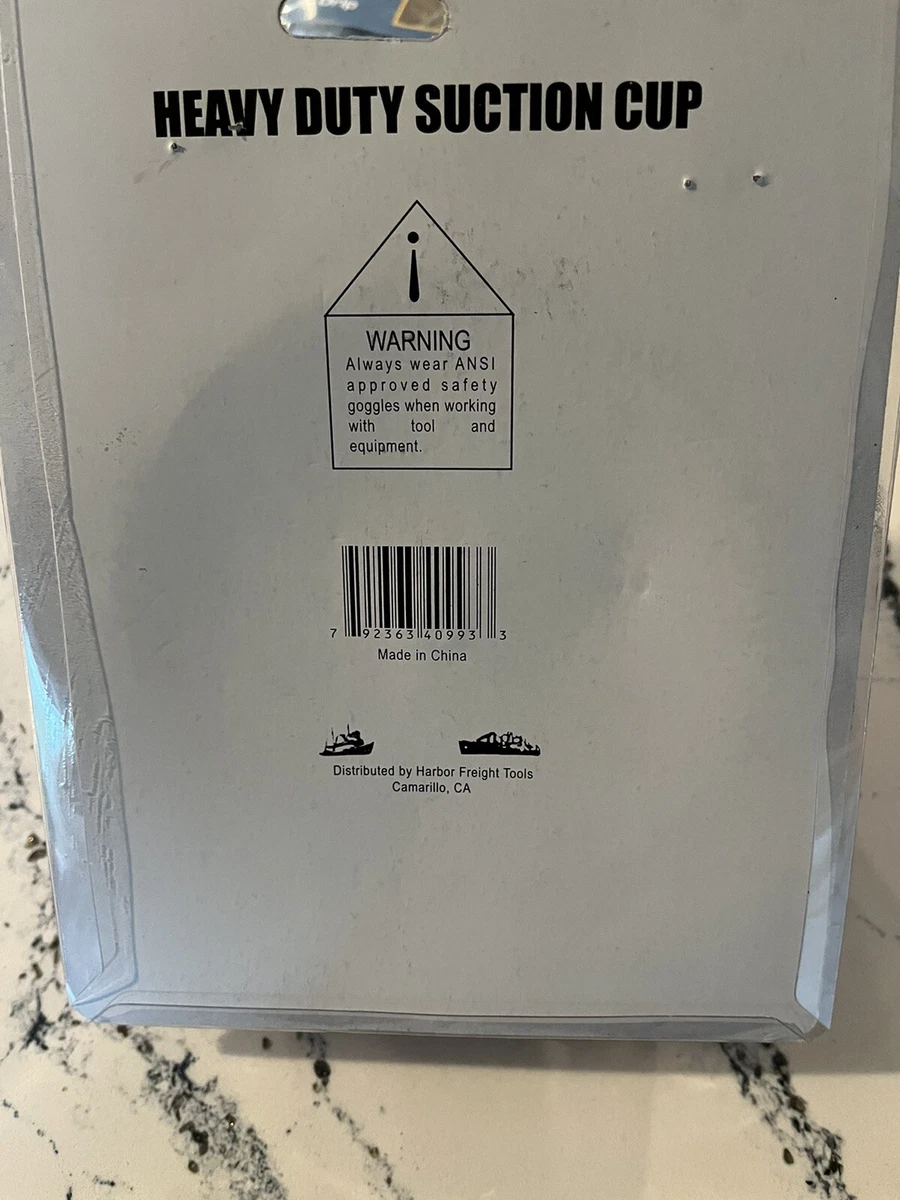 HEAVY DUTY SUCTION CUP
WARNING
Always wear ANSI
approved safety
goggles when working
with tool and
equipment.
7 92363 40993 3
Made in China
Distributed by Harbor Freight Tools
Camarillo, CA